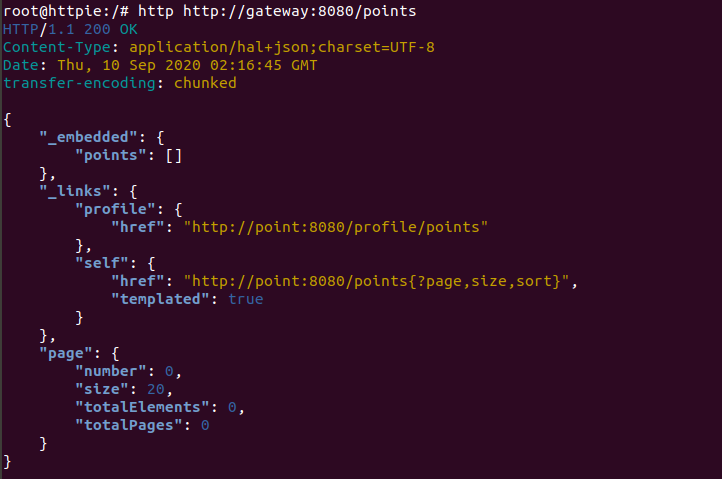 root@httpie:/# http http://gateway:8080/points
HTTP/1.1 200 OK
Content-Type: application/hal+json;charset=UTF-8
Date: Thu, 10 Sep 2020 02:16:45 GMT
transfer-encoding: chunked

{
    "_embedded": {
        "points": []
    },
    "_links": {
        "profile": {
            "href": "http://point:8080/profile/points"
        },
        "self": {
            "href": "http://point:8080/points{?page,size,sort}",
            "templated": true
        }
    },
    "page": {
        "number": 0,
        "size": 20,
        "totalElements": 0,
        "totalPages": 0
    }
}